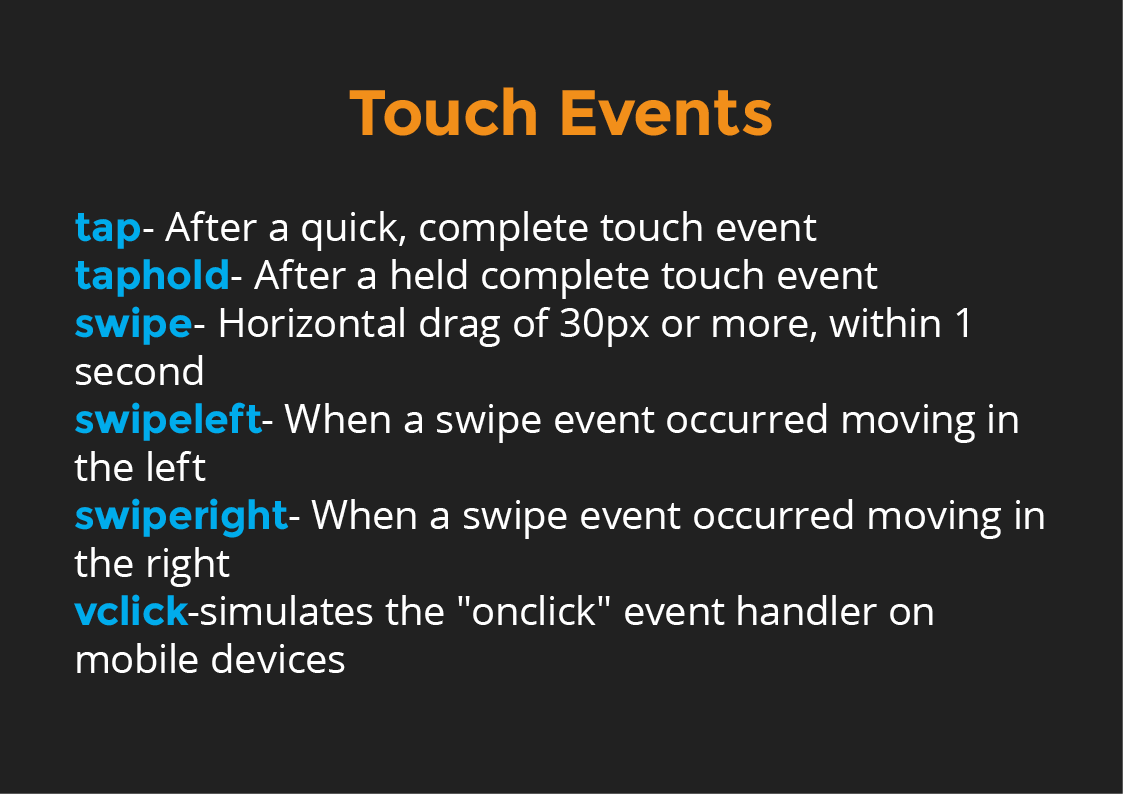 Touch Events
tap- After a quick, complete touch event
taphold- After a held complete touch event
swipe- Horizontal drag of 30px or more, within 1
second
swipeleft- When a swipe event occurred moving in
the left
swiperight- When a swipe event occurred moving in
the right
vclick-simulates the "onclick" event handler on
mobile devices